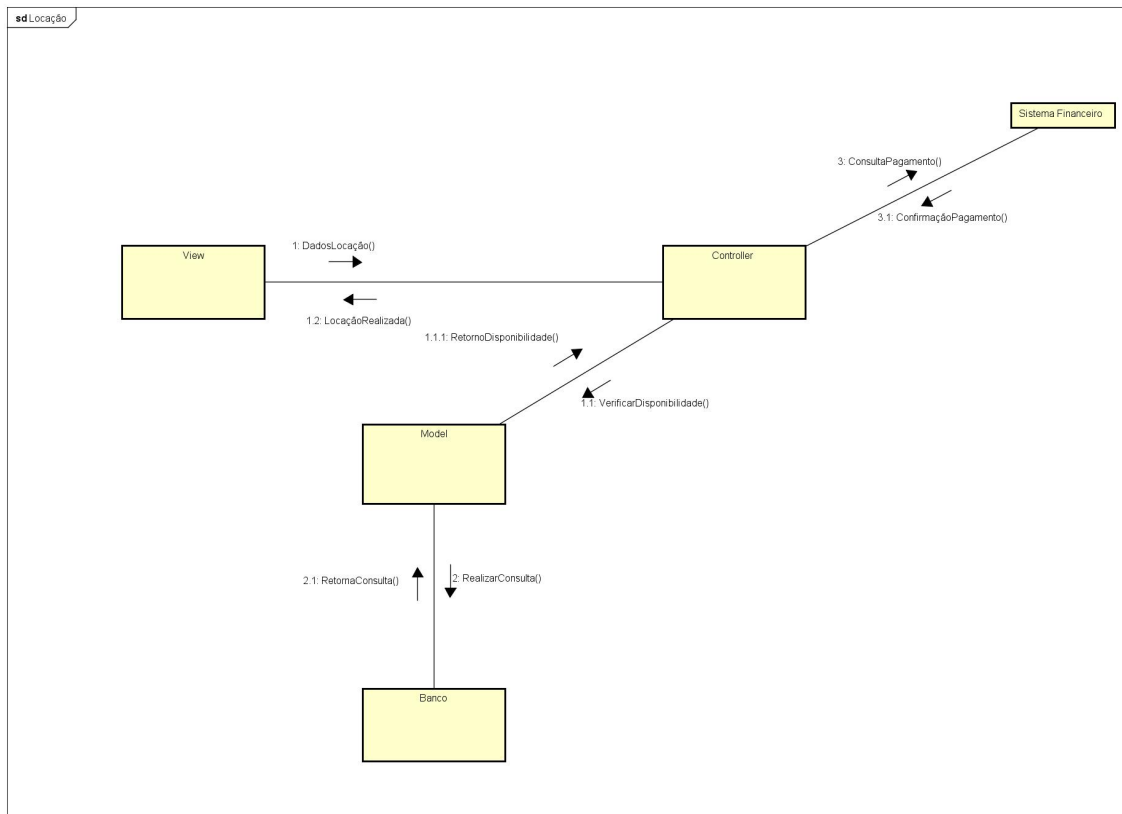 sd Locação
Sistema Financeiro
3: ConsultaPagamento()
3.1: ConfirmaçãoPagamento()
View
1: DadosLocação()
Controller
1.2: LocaçãoRealizada()
1.1.1: RetornoDisponibilidade()
1.1: VerificarDisponibilidade()
Model
2.1: RetornaConsulta()
2: RealizarConsulta()
Banco